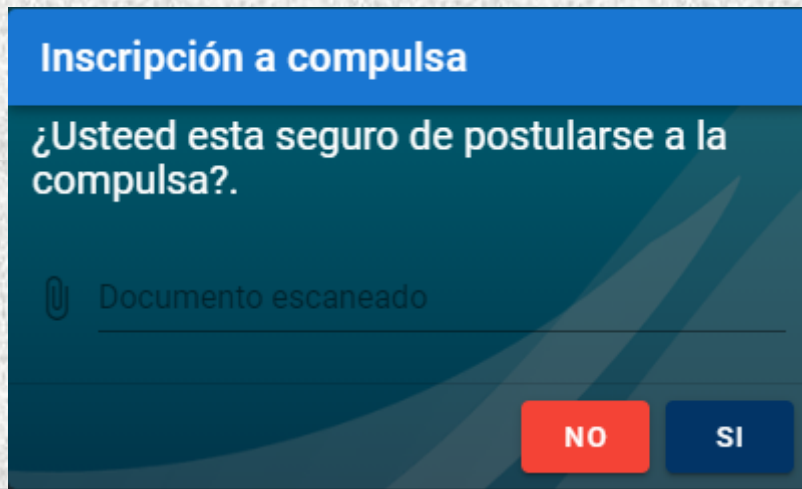 Inscripción a compulsa
¿Usteed esta seguro de postularse a la
compulsa?.
Documento escaneado
NO
SI